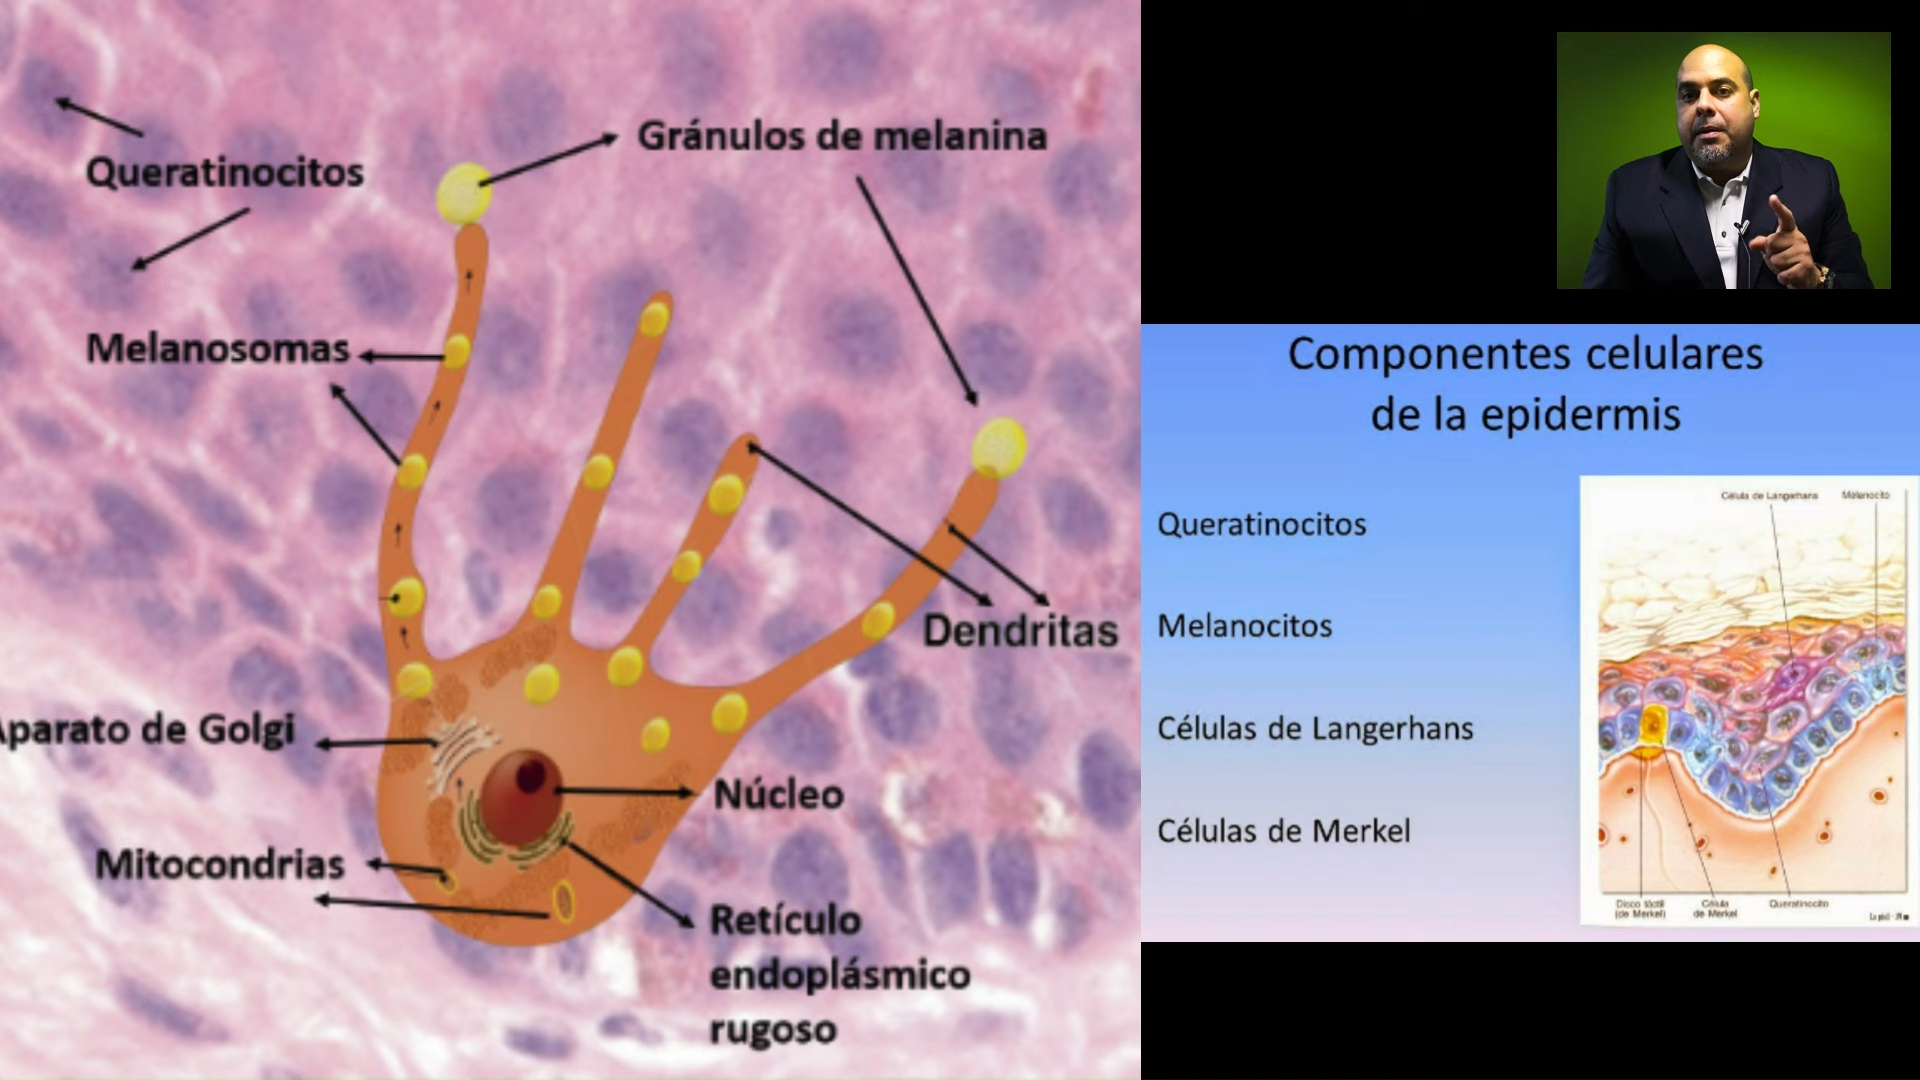 Gránulos de melanina
Queratinocitos
Melanosomas
Dendritas
Aparato de Golgi
Núcleo
Mitocondrias
Retículo
endoplásmico
rugoso
Componentes celulares
de la epidermis
Queratinocitos
Melanocitos
Células de Langerhans
Células de Merkel
Célula de Langerhans
Melanocito
Disco táctil
(de Merkel)
Célula
de Merkel
Queratinocito